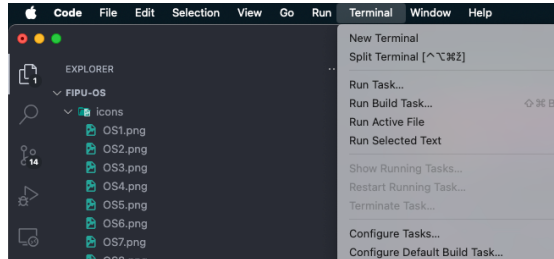 Code File Edit Selection View Go Run Terminal Window Help
New Terminal
Split Terminal [^⌥⌘ž]
Run Task...
Run Build Task... ⇧⌘B
Run Active File
Run Selected Text
Show Running Tasks...
Restart Running Task...
Terminate Task...
Configure Tasks...
Configure Default Build Task...
EXPLORER
FIPU-OS
icons
OS1.png
OS2.png
OS3.png
OS4.png
OS5.png
OS6.png
OS7.png
1
14